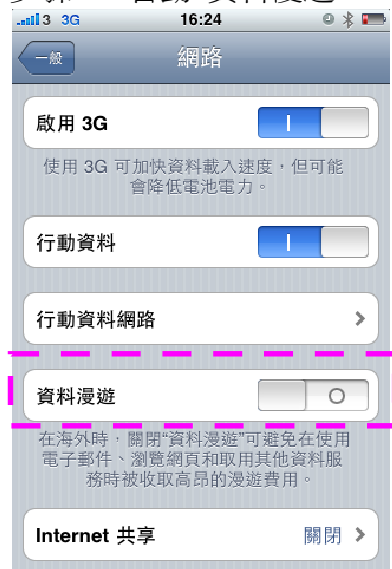 3 3G 16:24
一般 網路
啟用 3G
使用 3G 可加快資料載入速度，但可能
會降低電池電力。
行動資料
行動資料網路
資料漫遊
在海外時，關閉“資料漫遊”可避免在使用
電子郵件、瀏覽網頁和取用其他資料服
務時被收取高昂的漫遊費用。
Internet 共享 關閉